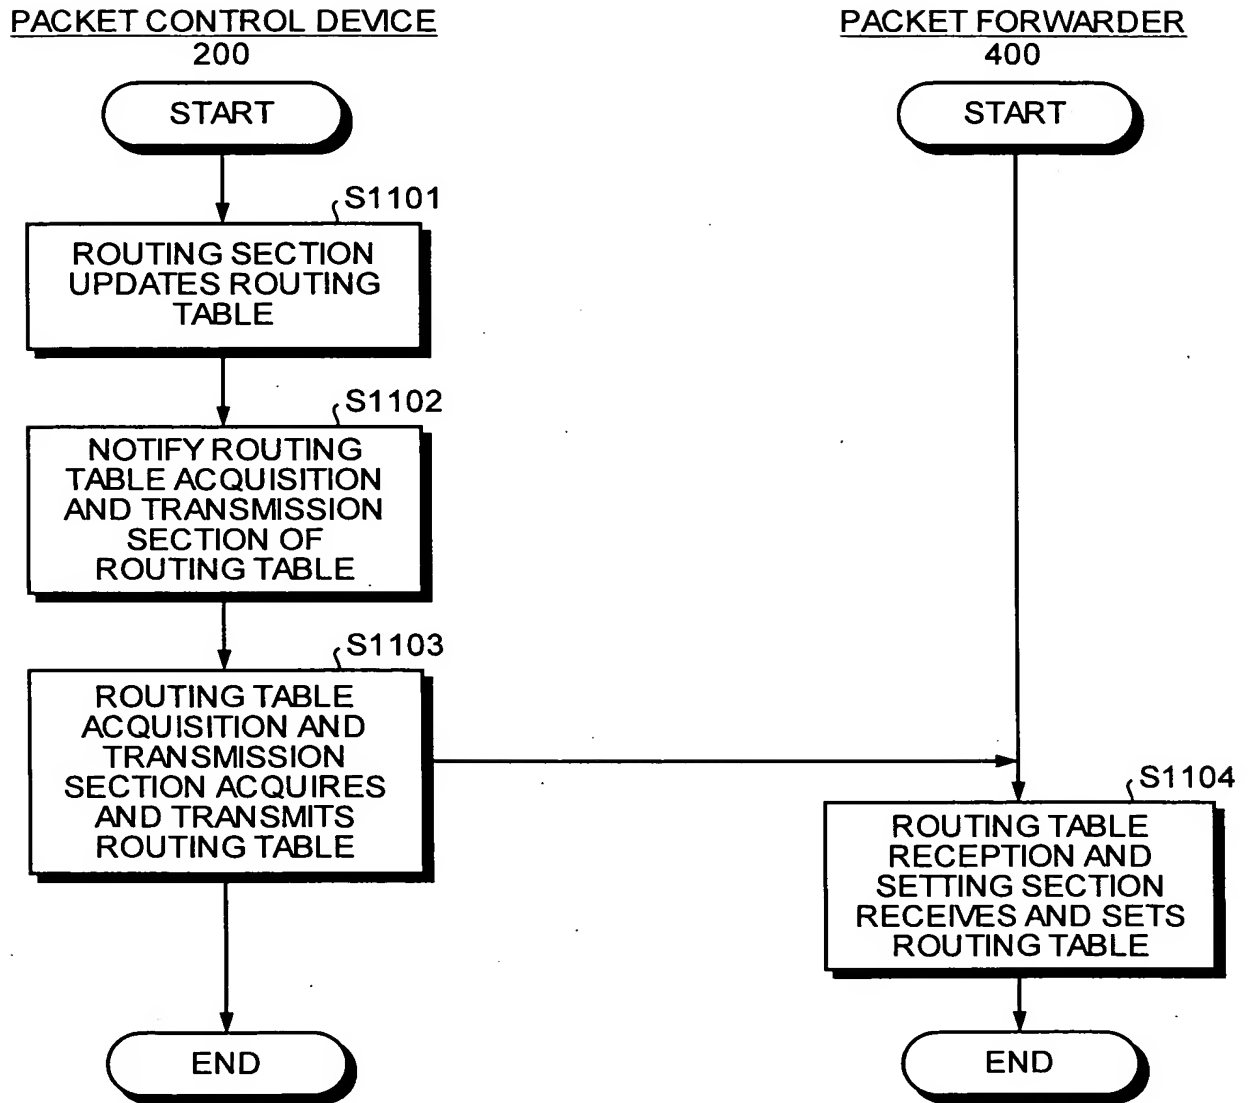 PACKET CONTROL DEVICE
200
START
S1101
ROUTING SECTION
UPDATES ROUTING
TABLE
S1102
NOTIFY ROUTING
TABLE ACQUISITION
AND TRANSMISSION
SECTION OF
ROUTING TABLE
S1103
ROUTING TABLE
ACQUISITION AND
TRANSMISSION
SECTION ACQUIRES
AND TRANSMITS
ROUTING TABLE
END
PACKET FORWARDER
400
START
S1104
ROUTING TABLE
RECEPTION AND
SETTING SECTION
RECEIVES AND SETS
ROUTING TABLE
END